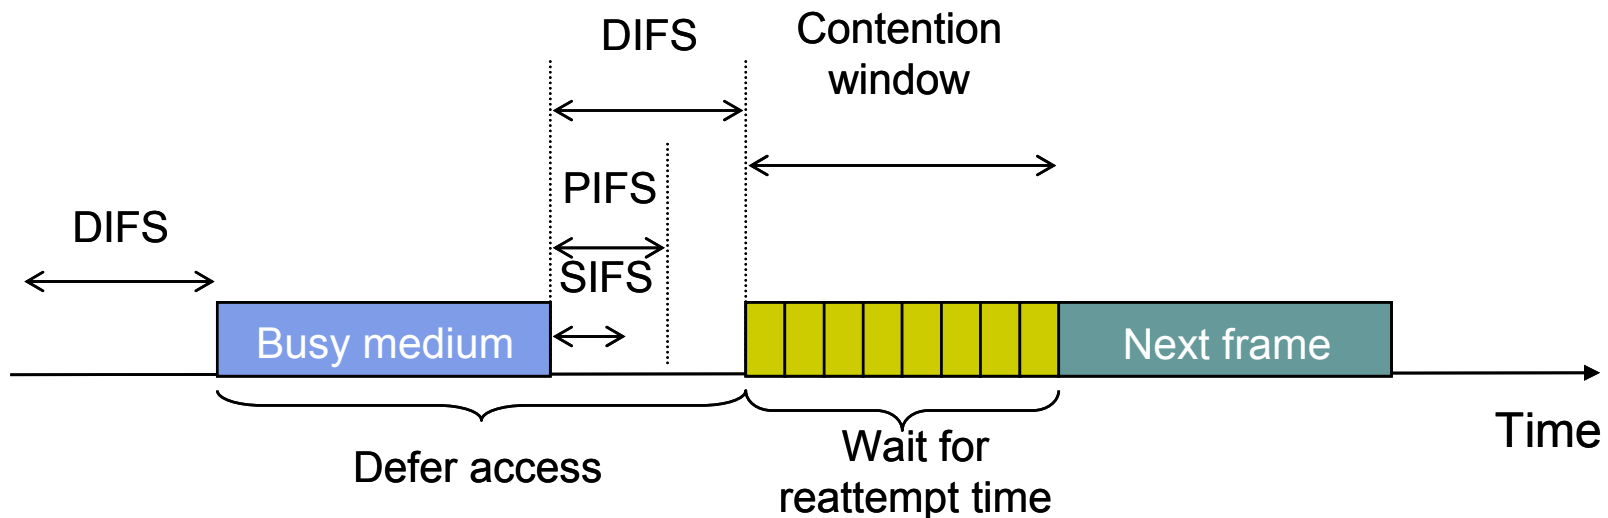 DIFS
Contention
window
PIFS
DIFS
SIFS
Busy medium
Next frame
Time
Defer access
Wait for
reattempt time